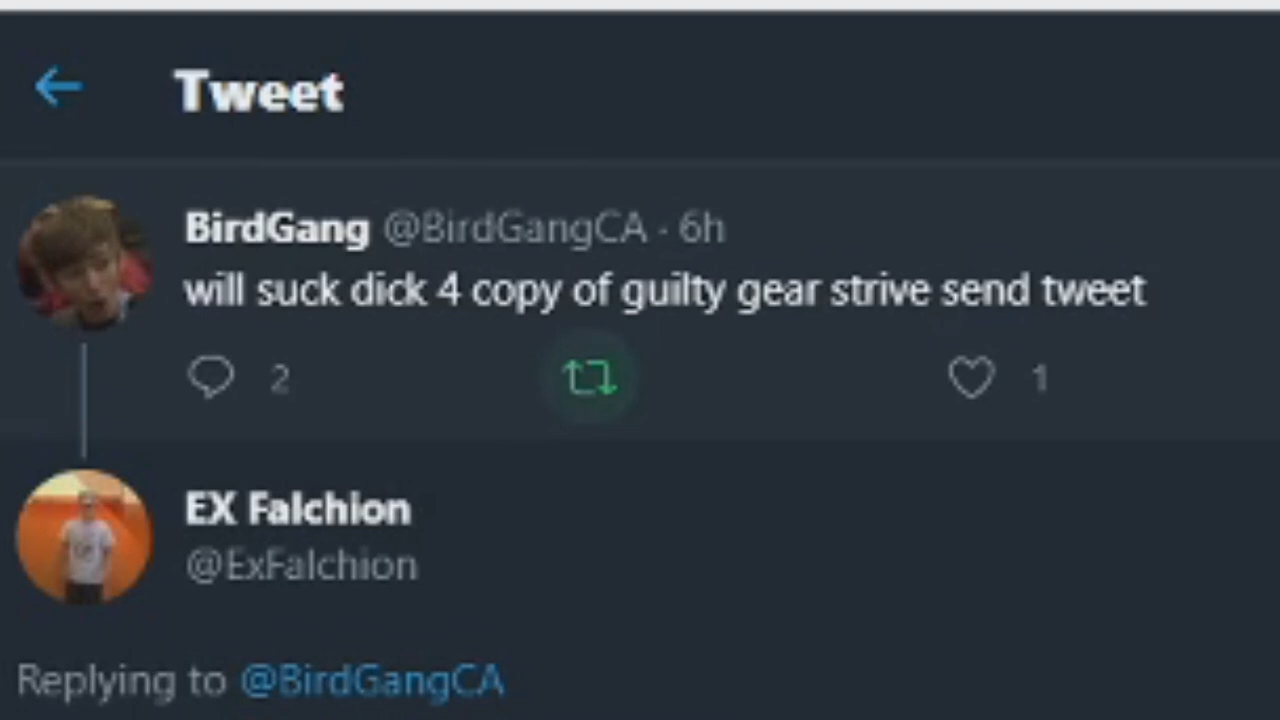 Tweet
BirdGang @BirdGangCA · 6h
will suck dick 4 copy of guilty gear strive send tweet
2 1
EX Falchion
@ExFalchion
Replying to @BirdGangCA